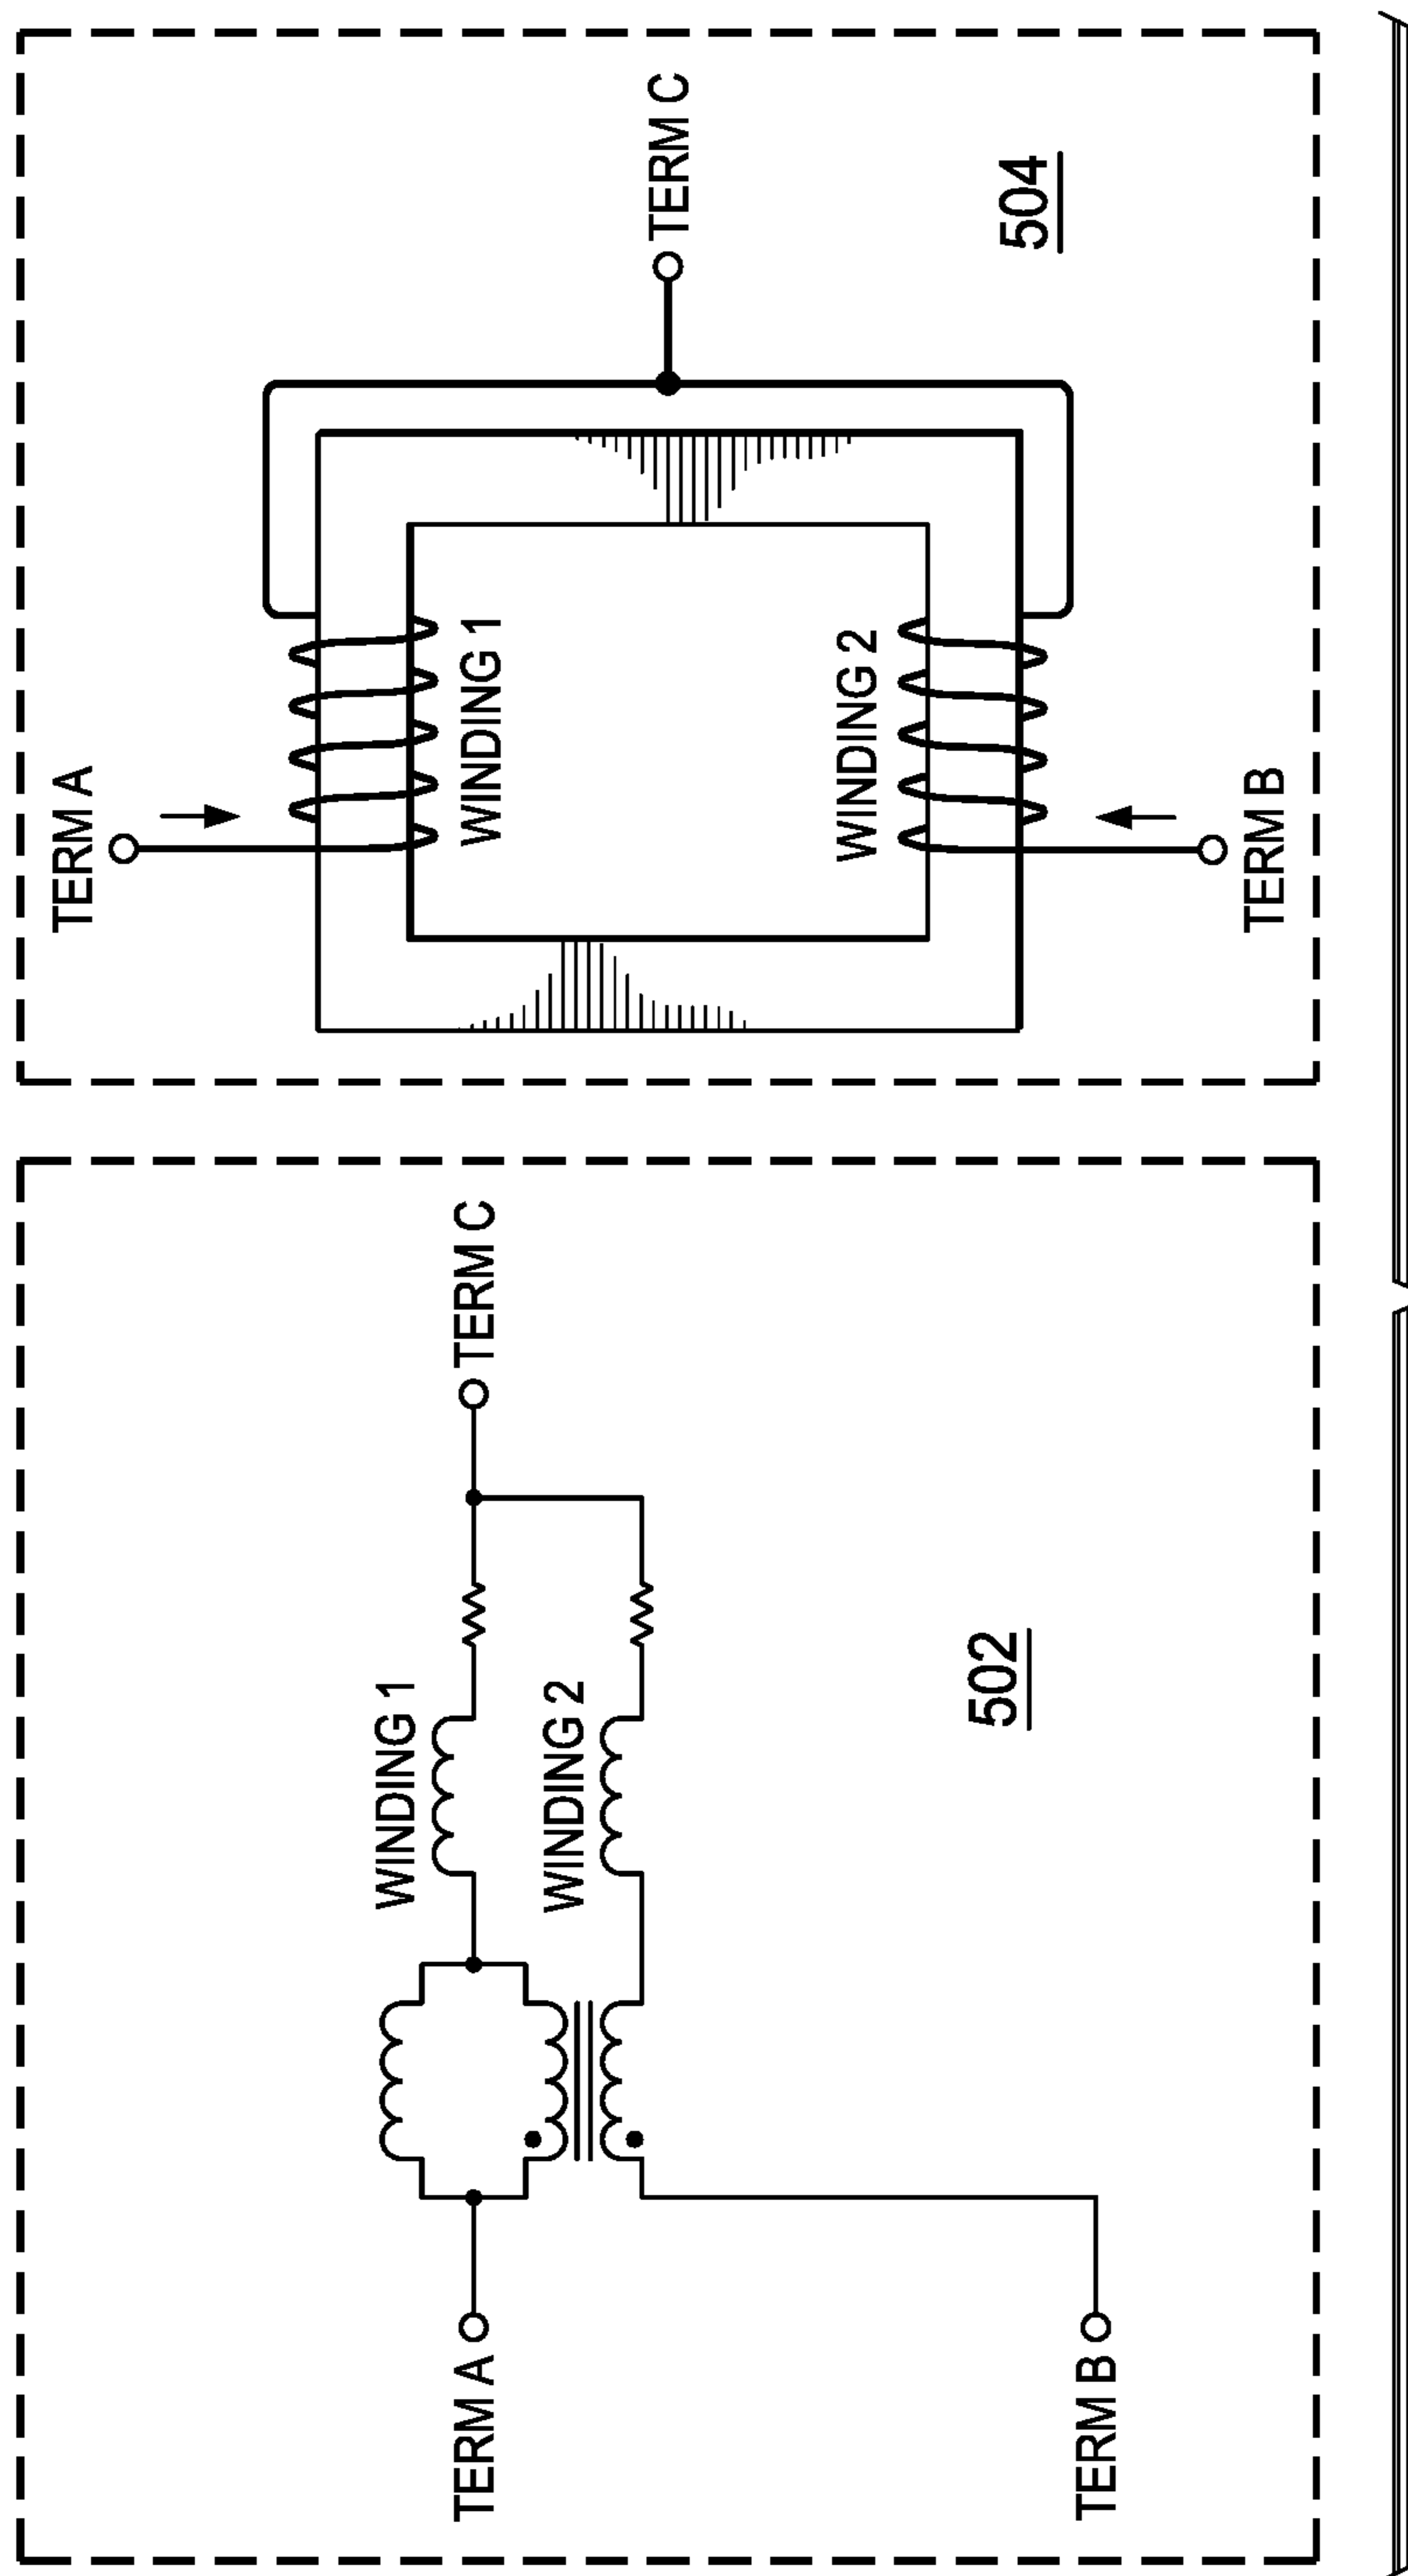 TERM A
WINDING 1
TERM C
WINDING 2
TERM B
502
TERM A
WINDING 1
TERM C
WINDING 2
TERM B
504